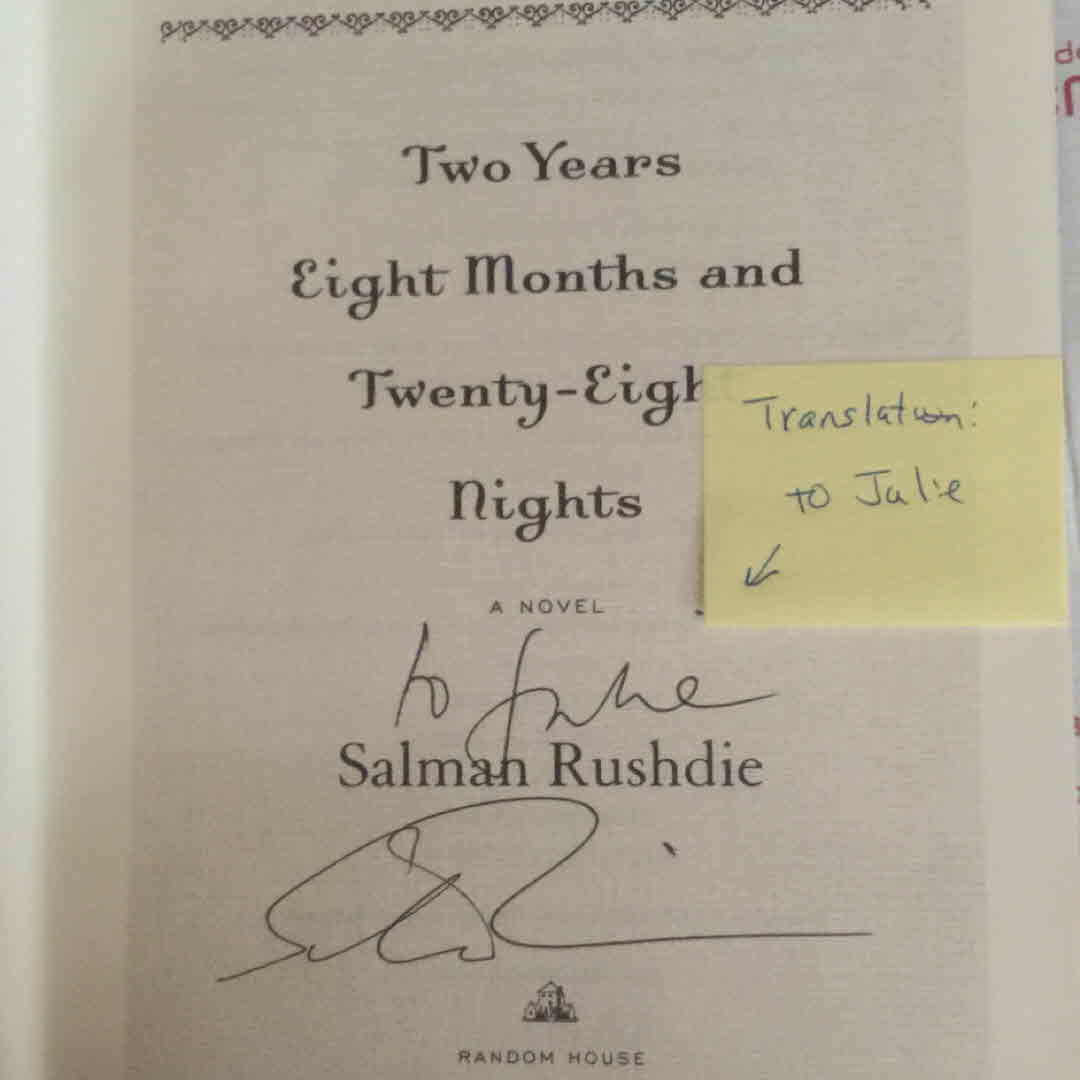 Two Years
Eight Months and
Twenty-Eigh
Nights
Translation:
to Julie
A NOVEL
to Julie
Salman Rushdie
RANDOM HOUSE